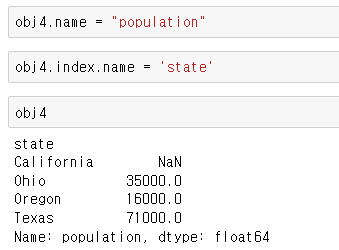 obj4.name = "population"
obj4.index.name = 'state'
obj4
state
California        NaN
Ohio          35000.0
Oregon        16000.0
Texas         71000.0
Name: population, dtype: float64